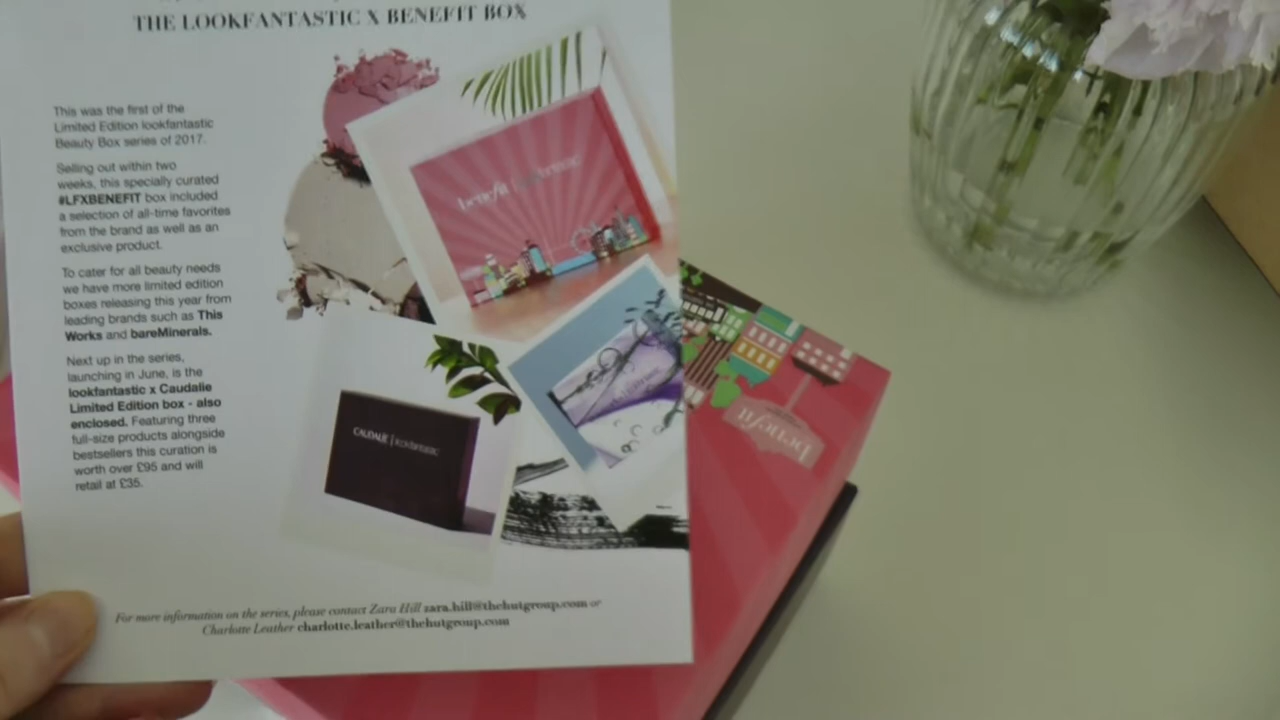 THE LOOKFANTASTIC X BENEFIT BOX
This was the first of the
Limited Edition lookfantastic
Beauty Box series of 2017.
Selling out within two
weeks, this specially curated
#LFXBENEFIT box included
a selection of all-time favorites
from the brand as well as an
exclusive product.
To cater for all beauty needs
we have more limited edition
boxes releasing this year from
leading brands such as This
Works and bareMinerals.
Next up in the series,
launching in June, is the
lookfantastic x Caudalie
Limited Edition box - also
enclosed. Featuring three
full-size products alongside
bestsellers this curation is
worth over £95 and will
retail at £35.
benefit | lookfantastic
CAUDALIE | lookfantastic
benefit
For more information on the series, please contact Zara Hill zara.hill@thehutgroup.com or
Charlotte Leather charlotte.leather@thehutgroup.com